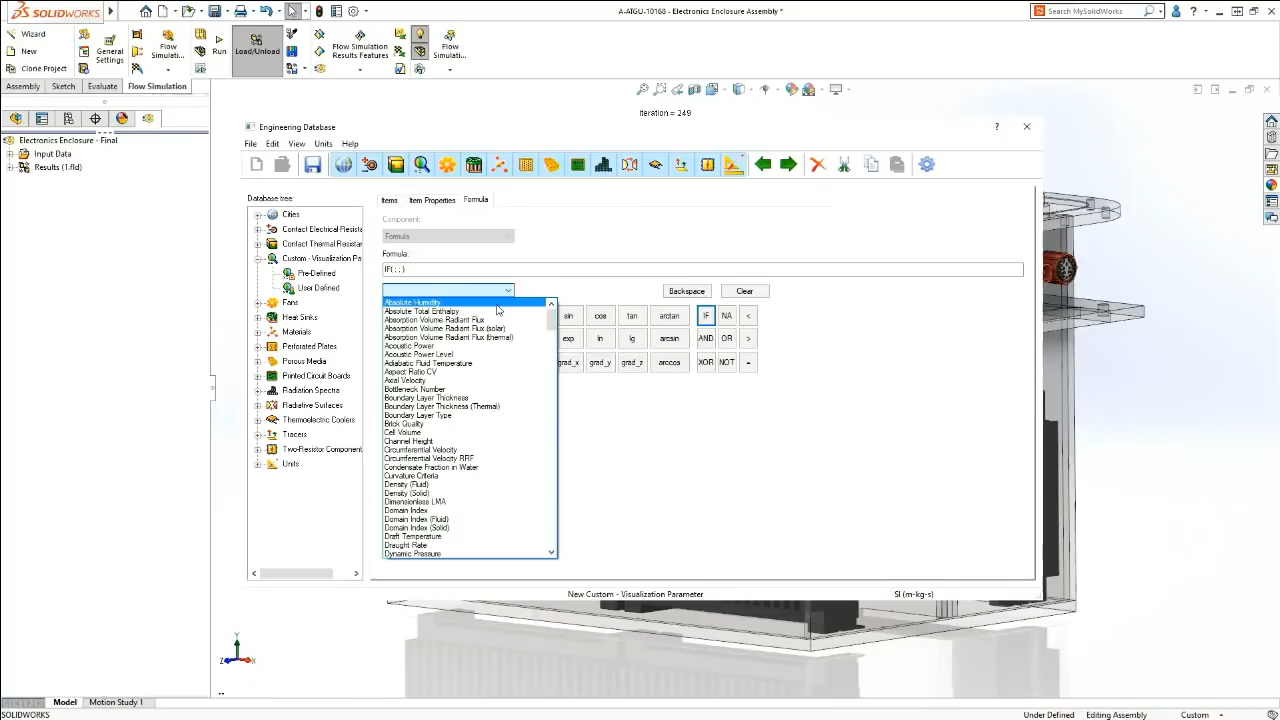 SOLIDWORKS
A-ATGU-10168 - Electronics Enclosure Assembly *
Search MySolidWorks
Wizard
New
Clone Project
General Settings
Flow Simulati...
Run
Load/Unload
Flow Simulation Results Features
Flow Simulati...
Assembly
Sketch
Evaluate
Flow Simulation
Iteration = 249
Electronics Enclosure - Final
Input Data
Results (1.fld)
Engineering Database
File
Edit
View
Units
Help
Database tree:
Cities
Contact Electrical Resista
Contact Thermal Resistar
Custom - Visualization Pa
Pre-Defined
User Defined
Fans
Heat Sinks
Materials
Perforated Plates
Porous Media
Printed Circuit Boards
Radiation Spectra
Radiative Surfaces
Thermoelectric Coolers
Tracers
Two-Resistor Component
Units
Items
Item Properties
Formula
Component:
Formula
Formula:
IF(;;)
Backspace
Clear
Absolute Humidity
Absolute Total Enthalpy
Absorption Volume Radiant Flux
Absorption Volume Radiant Flux (solar)
Absorption Volume Radiant Flux (thermal)
Acoustic Power
Acoustic Power Level
Adiabatic Fluid Temperature
Aspect Ratio CV
Axial Velocity
Bottleneck Number
Boundary Layer Thickness
Boundary Layer Thickness (Thermal)
Boundary Layer Type
Brick Quality
Cell Volume
Channel Height
Circumferential Velocity
Circumferential Velocity RRF
Condensate Fraction in Water
Curvature Criteria
Density (Fluid)
Density (Solid)
Dimensionless LMA
Domain Index
Domain Index (Fluid)
Domain Index (Solid)
Draft Temperature
Draught Rate
Dynamic Pressure
sin
cos
tan
arctan
IF
NA
<
exp
ln
lg
arcsin
AND
OR
>
grad_x
grad_y
grad_z
arccos
XOR
NOT
=
New Custom - Visualization Parameter
SI (m-kg-s)
Y
Z
X
Model
Motion Study 1
SOLIDWORKS
Under Defined
Editing Assembly
Custom